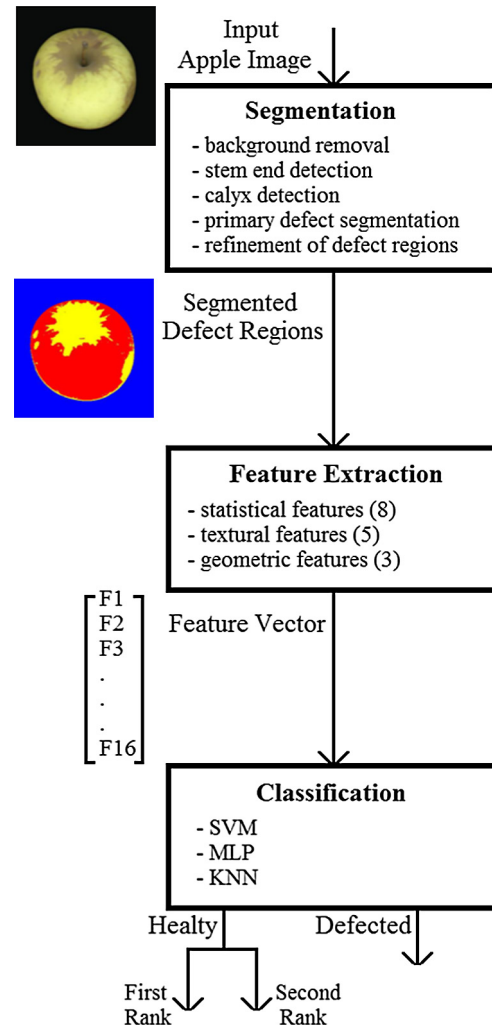 Input
Apple Image
Segmentation
- background removal
- stem end detection
- calyx detection
- primary defect segmentation
- refinement of defect regions
Segmented
Defect Regions
Feature Extraction
- statistical features (8)
- textural features (5)
- geometric features (3)
F1
F2
F3
.
.
.
F16
Feature Vector
Classification
- SVM
- MLP
- KNN
Healty
Defected
First
Rank
Second
Rank